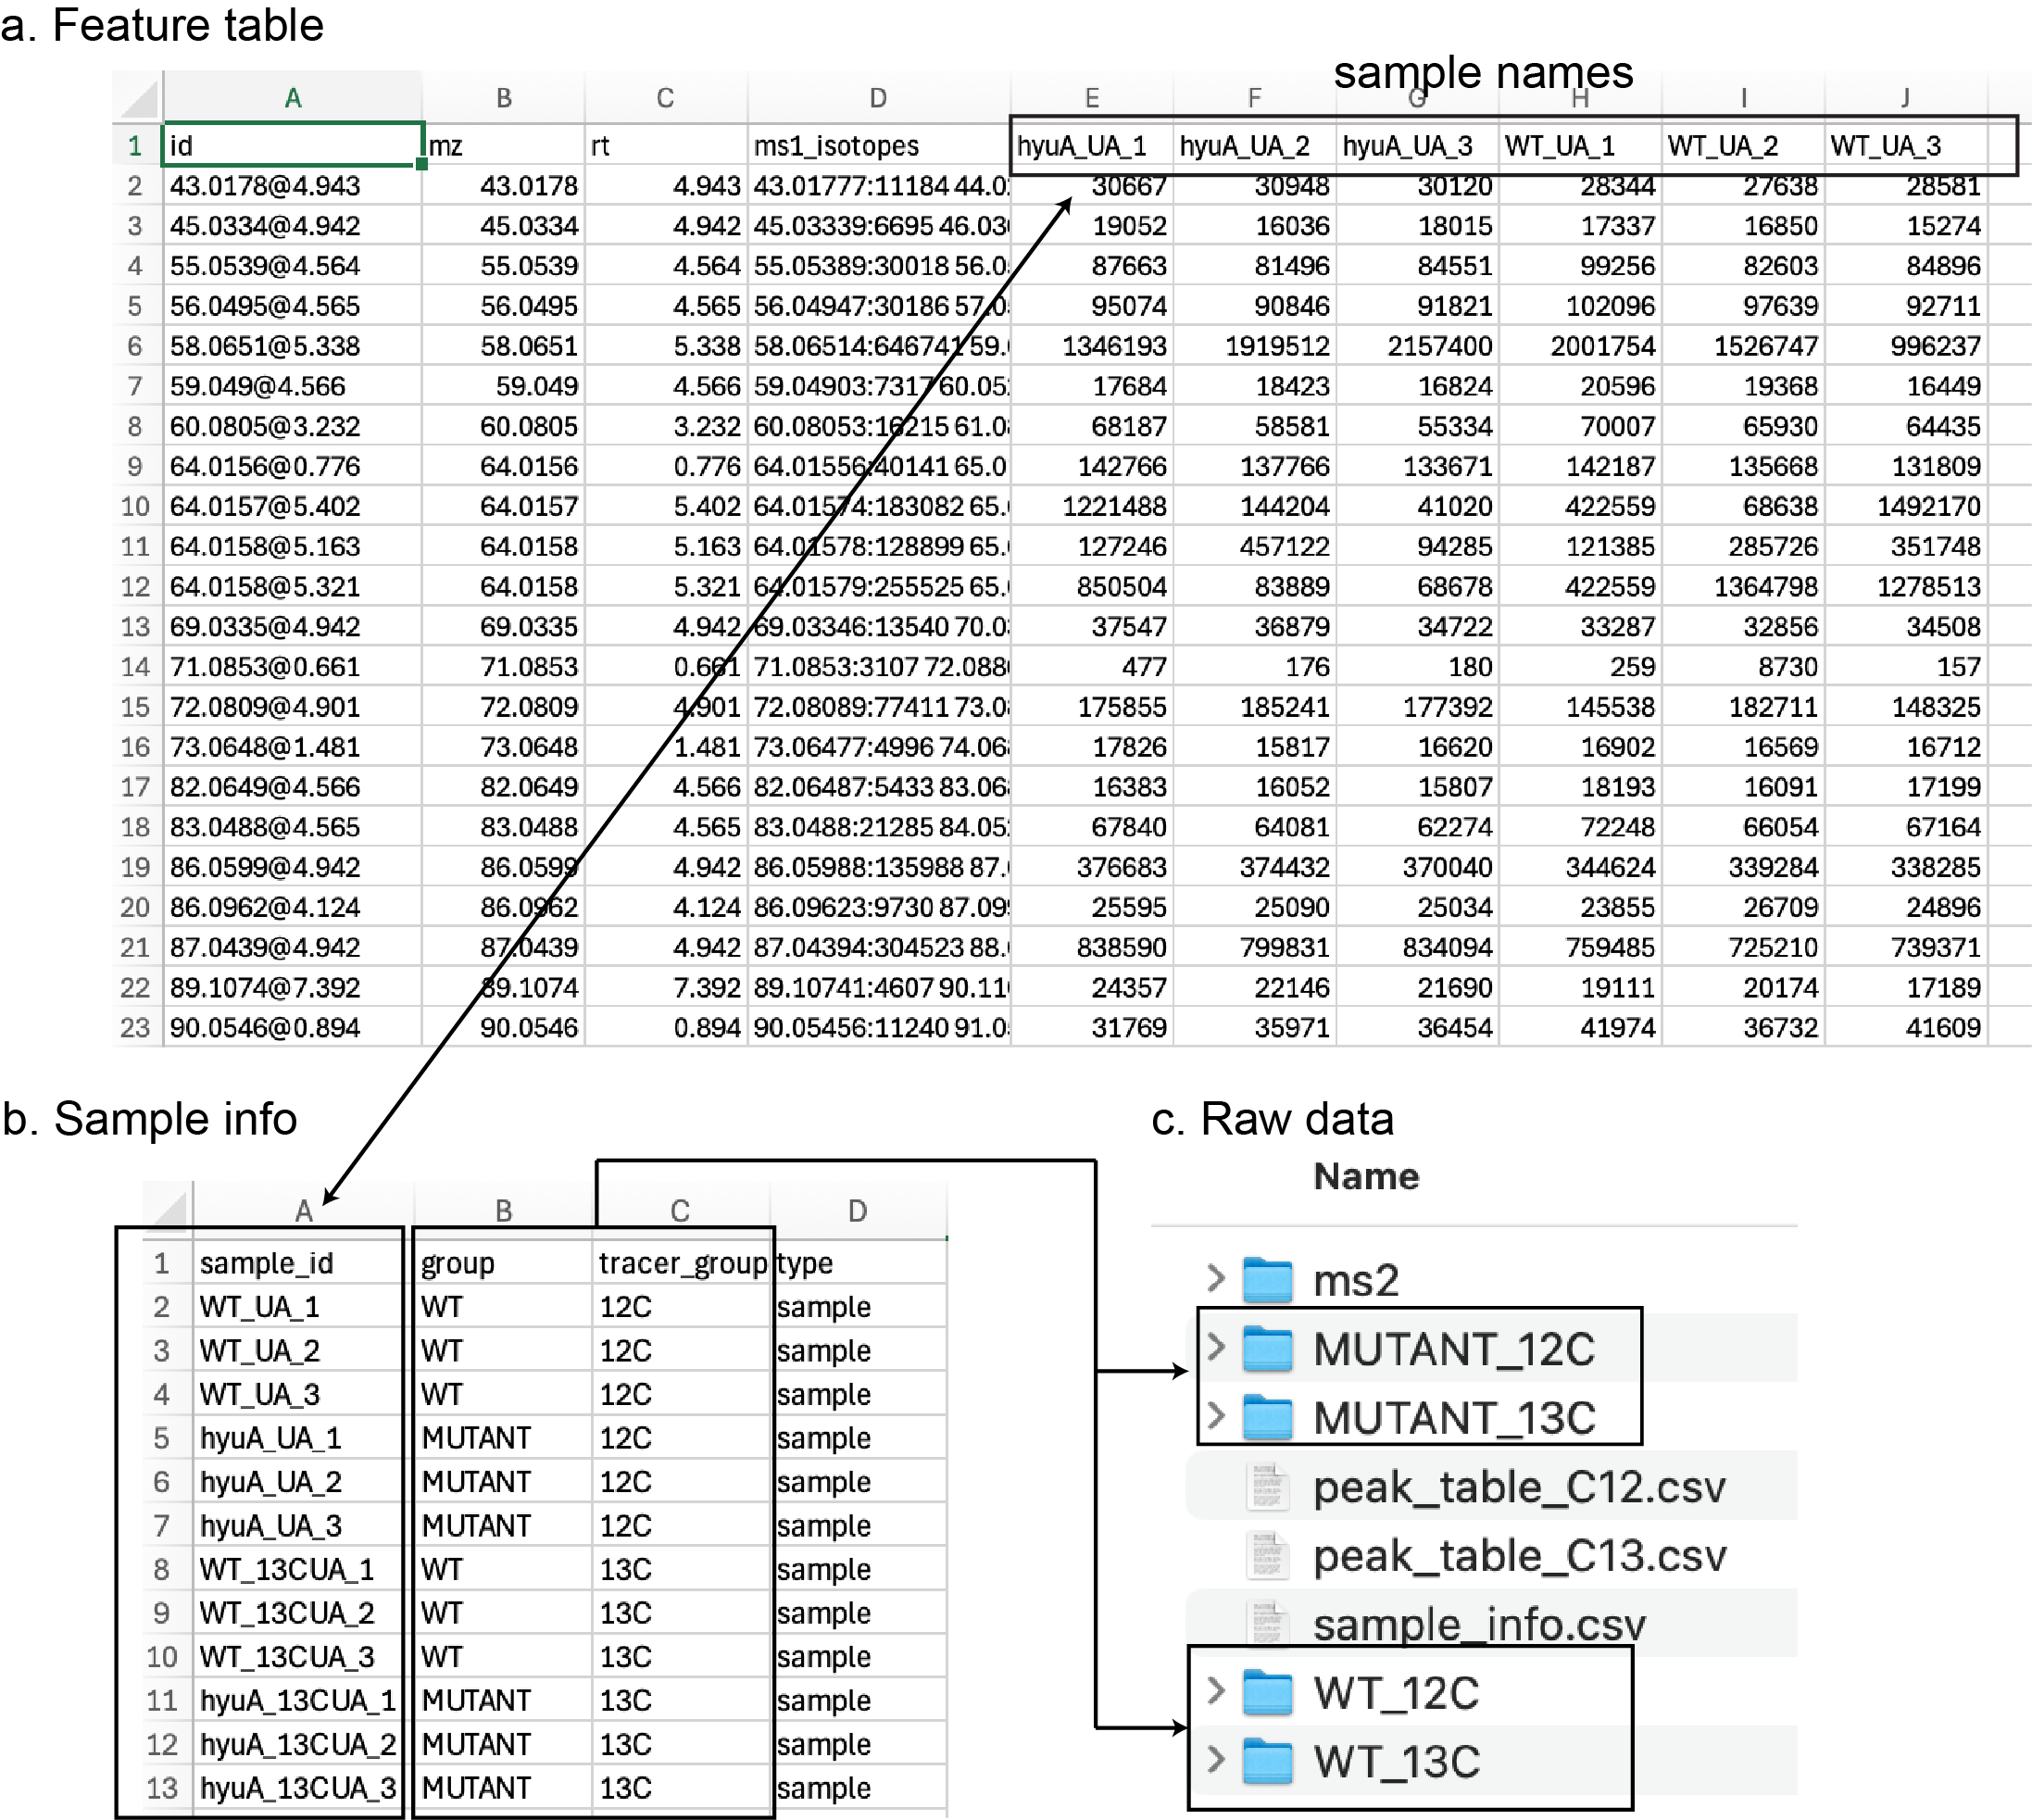 a. Feature table
sample names
A B C D E F G H I J
1 id mz rt ms1_isotopes hyuA_UA_1 hyuA_UA_2 hyuA_UA_3 WT_UA_1 WT_UA_2 WT_UA_3
2 43.0178@4.943 43.0178 4.943 43.01777:11184 44.0 30667 30948 30120 28344 27638 28581
3 45.0334@4.942 45.0334 4.942 45.03339:6695 46.03 19052 16036 18015 17337 16850 15274
4 55.0539@4.564 55.0539 4.564 55.05389:30018 56.0 87663 81496 84551 99256 82603 84896
5 56.0495@4.565 56.0495 4.565 56.04947:30186 57.0 95074 90846 91821 102096 97639 92711
6 58.0651@5.338 58.0651 5.338 58.06514:646741 59. 1346193 1919512 2157400 2001754 1526747 996237
7 59.049@4.566 59.049 4.566 59.04903:7317 60.05 17684 18423 16824 20596 19368 16449
8 60.0805@3.232 60.0805 3.232 60.08053:16215 61.0 68187 58581 55334 70007 65930 64435
9 64.0156@0.776 64.0156 0.776 64.01556:40141 65.0 142766 137766 133671 142187 135668 131809
10 64.0157@5.402 64.0157 5.402 64.01574:183082 65. 1221488 144204 41020 422559 68638 1492170
11 64.0158@5.163 64.0158 5.163 64.01578:128899 65. 127246 457122 94285 121385 285726 351748
12 64.0158@5.321 64.0158 5.321 64.01579:255525 65. 850504 83889 68678 422559 1364798 1278513
13 69.0335@4.942 69.0335 4.942 69.03346:13540 70.0 37547 36879 34722 33287 32856 34508
14 71.0853@0.661 71.0853 0.661 71.0853:3107 72.088 477 176 180 259 8730 157
15 72.0809@4.901 72.0809 4.901 72.08089:77411 73.0 175855 185241 177392 145538 182711 148325
16 73.0648@1.481 73.0648 1.481 73.06477:4996 74.06 17826 15817 16620 16902 16569 16712
17 82.0649@4.566 82.0649 4.566 82.06487:5433 83.06 16383 16052 15807 18193 16091 17199
18 83.0488@4.565 83.0488 4.565 83.0488:21285 84.05 67840 64081 62274 72248 66054 67164
19 86.0599@4.942 86.0599 4.942 86.05988:135988 87. 376683 374432 370040 344624 339284 338285
20 86.0962@4.124 86.0962 4.124 86.09623:9730 87.09 25595 25090 25034 23855 26709 24896
21 87.0439@4.942 87.0439 4.942 87.04394:304523 88. 838590 799831 834094 759485 725210 739371
22 89.1074@7.392 89.1074 7.392 89.10741:4607 90.11 24357 22146 21690 19111 20174 17189
23 90.0546@0.894 90.0546 0.894 90.05456:11240 91.0 31769 35971 36454 41974 36732 41609
b. Sample info
A B C D
1 sample_id group tracer_group type
2 WT_UA_1 WT 12C sample
3 WT_UA_2 WT 12C sample
4 WT_UA_3 WT 12C sample
5 hyuA_UA_1 MUTANT 12C sample
6 hyuA_UA_2 MUTANT 12C sample
7 hyuA_UA_3 MUTANT 12C sample
8 WT_13CUA_1 WT 13C sample
9 WT_13CUA_2 WT 13C sample
10 WT_13CUA_3 WT 13C sample
11 hyuA_13CUA_1 MUTANT 13C sample
12 hyuA_13CUA_2 MUTANT 13C sample
13 hyuA_13CUA_3 MUTANT 13C sample
c. Raw data
Name
ms2
MUTANT_12C
MUTANT_13C
peak_table_C12.csv
peak_table_C13.csv
sample_info.csv
WT_12C
WT_13C